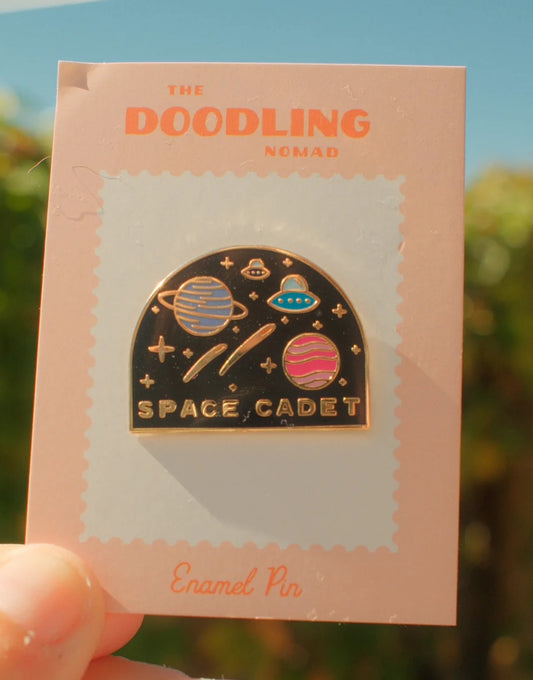 THE
DOODLING
NOMAD
SPACE CADET
Enamel Pin